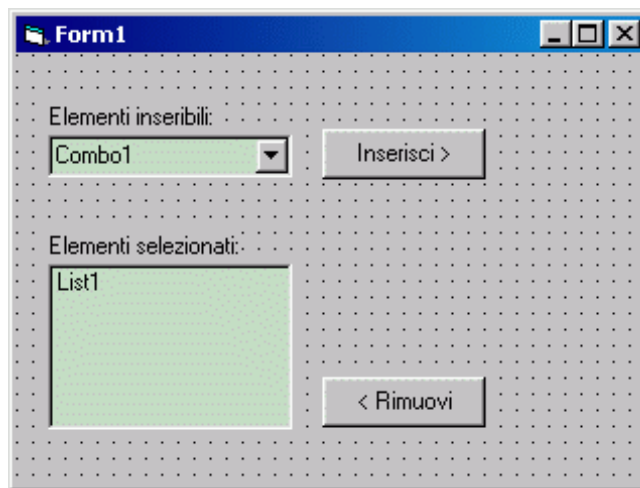 Form1
Elementi inseribili:
Combo1
Inserisci >
Elementi selezionati:
List1
< Rimuovi